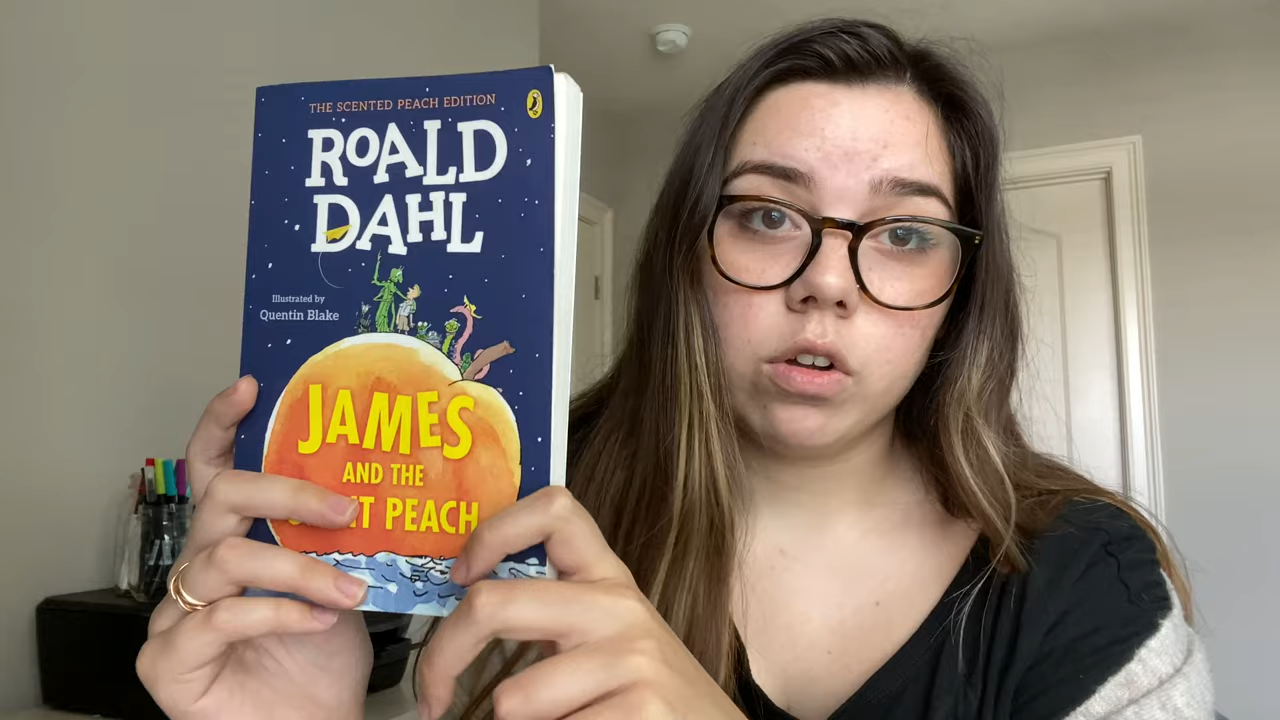 THE SCENTED PEACH EDITION
ROALD
DAHL
Illustrated by
Quentin Blake
JAMES
AND THE
PEACH